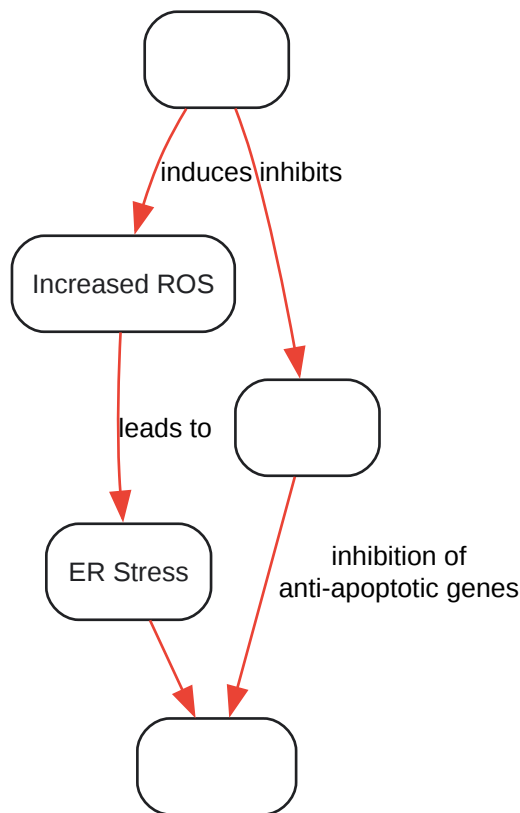 induces
inhibits
Increased ROS
leads to
ER Stress
inhibition of
anti-apoptotic genes